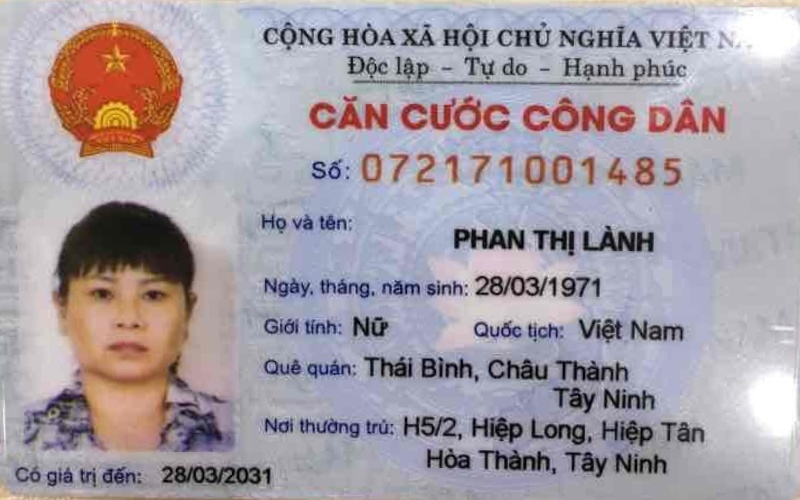 CỘNG HÒA XÃ HỘI CHỦ NGHĨA VIỆT
Độc lập - Tự do - Hạnh phúc
CĂN CƯỚC CÔNG DÂN
Số: 072171001485
Họ và tên:
PHAN THỊ LÀNH
Ngày, tháng, năm sinh: 28/03/1971
Giới tính: Nữ Quốc tịch: Việt Nam
Quê quán: Thái Bình, Châu Thành
Tây Ninh
Nơi thường trú: H5/2, Hiệp Long, Hiệp Tân
Hòa Thành, Tây Ninh
Có giá trị đến: 28/03/2031